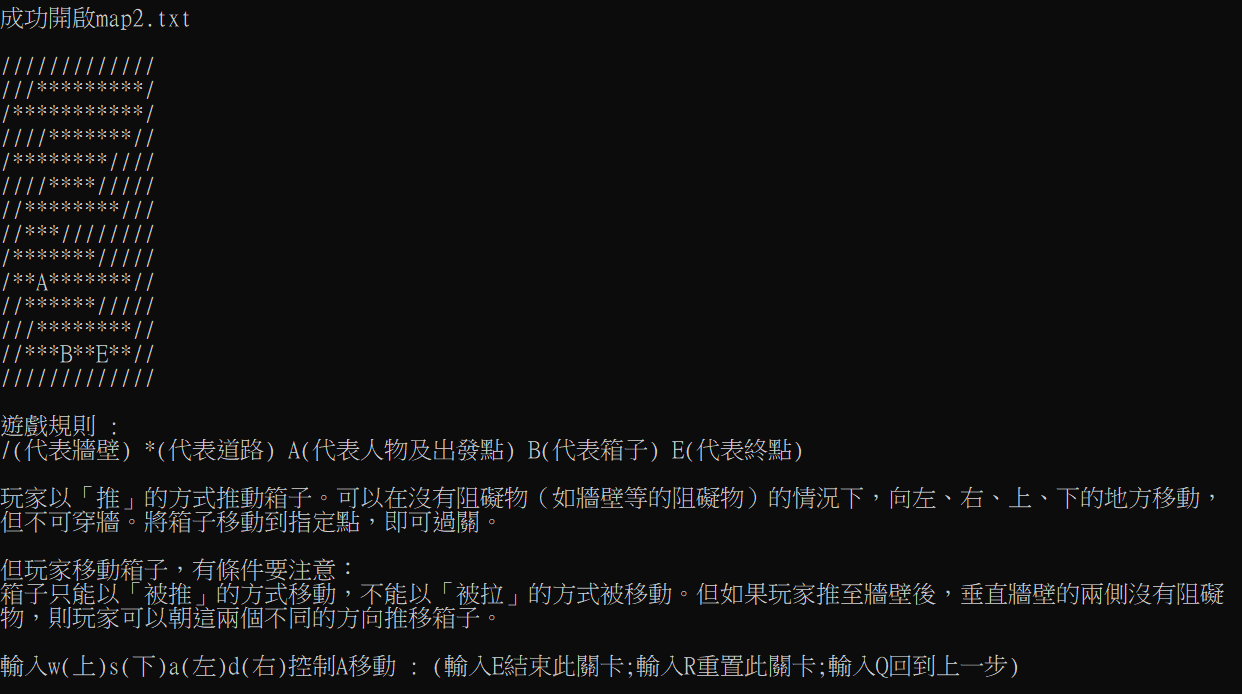 成功開啟map2.txt
/////////////
///*********/
/***********/
////*******//
/********////
////****/////
//********///
//***////////
/*******/////
/**A*******//
//******/////
///********//
//***B**E**//
/////////////
遊戲規則 :
/(代表牆壁) *(代表道路) A(代表人物及出發點) B(代表箱子) E(代表終點)
玩家以「推」的方式推動箱子。可以在沒有阻礙物（如牆壁等的阻礙物）的情況下，向左、右、上、下的地方移動，
但不可穿牆。將箱子移動到指定點，即可過關。
但玩家移動箱子，有條件要注意：
箱子只能以「被推」的方式移動，不能以「被拉」的方式被移動。但如果玩家推至牆壁後，垂直牆壁的兩側沒有阻礙
物，則玩家可以朝這兩個不同的方向推移箱子。
輸入w(上)s(下)a(左)d(右)控制A移動 : (輸入E結束此關卡;輸入R重置此關卡;輸入Q回到上一步)